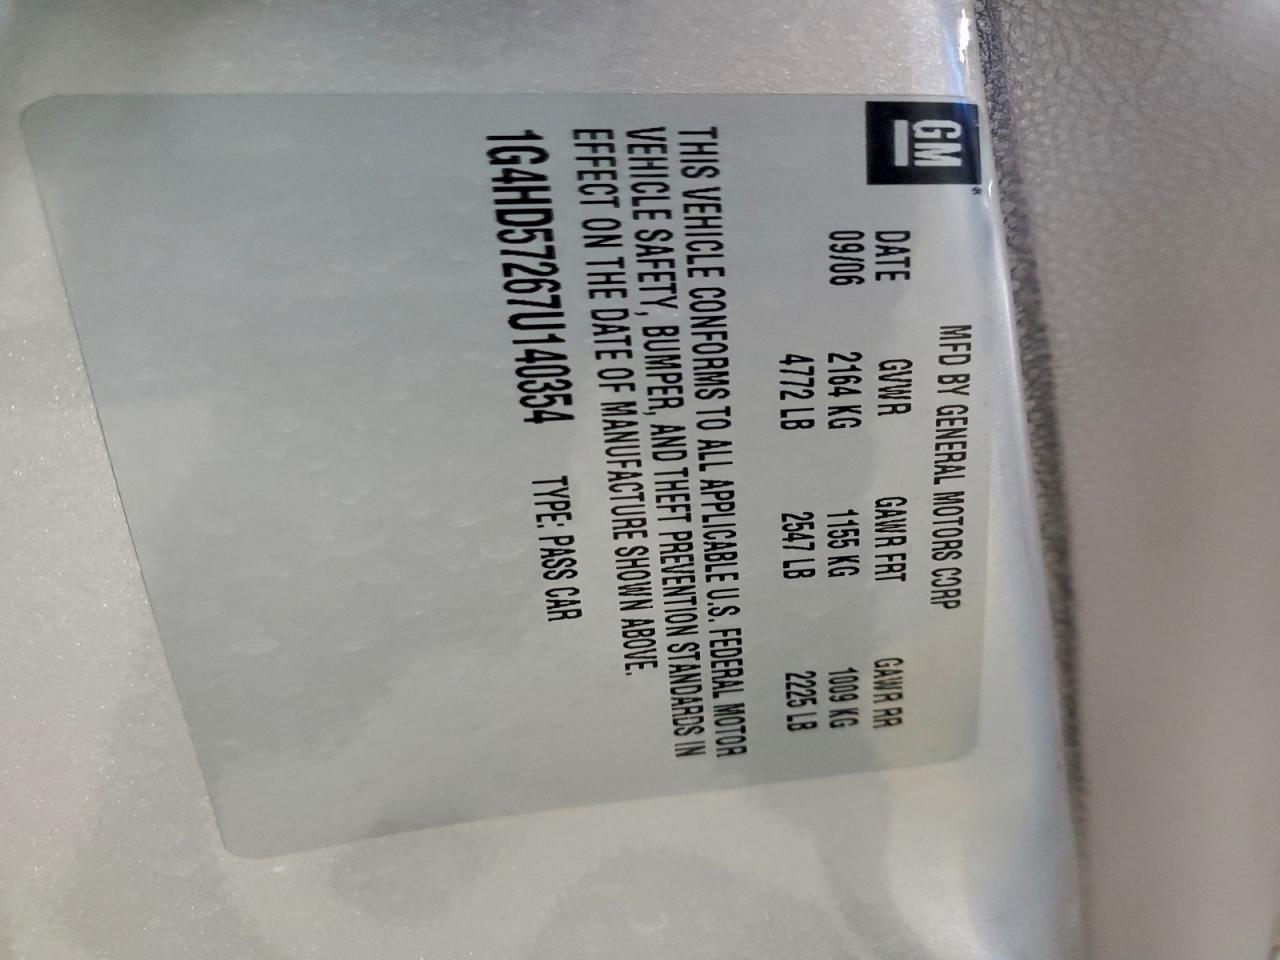 GM
MFD BY GENERAL MOTORS CORP
DATE GVWR GAWR FRT GAWR RR
09/06 2164 KG 1155 KG 1009 KG
4772 LB 2547 LB 2225 LB
THIS VEHICLE CONFORMS TO ALL APPLICABLE U.S. FEDERAL MOTOR
VEHICLE SAFETY, BUMPER, AND THEFT PREVENTION STANDARDS IN
EFFECT ON THE DATE OF MANUFACTURE SHOWN ABOVE.
1G4HD57267U140354 TYPE: PASS CAR